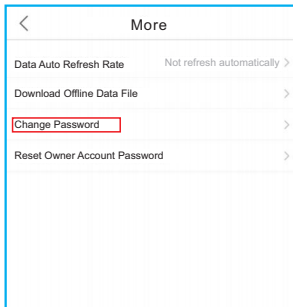 More
Data Auto Refresh Rate Not refresh automatically
Download Offline Data File
Change Password
Reset Owner Account Password